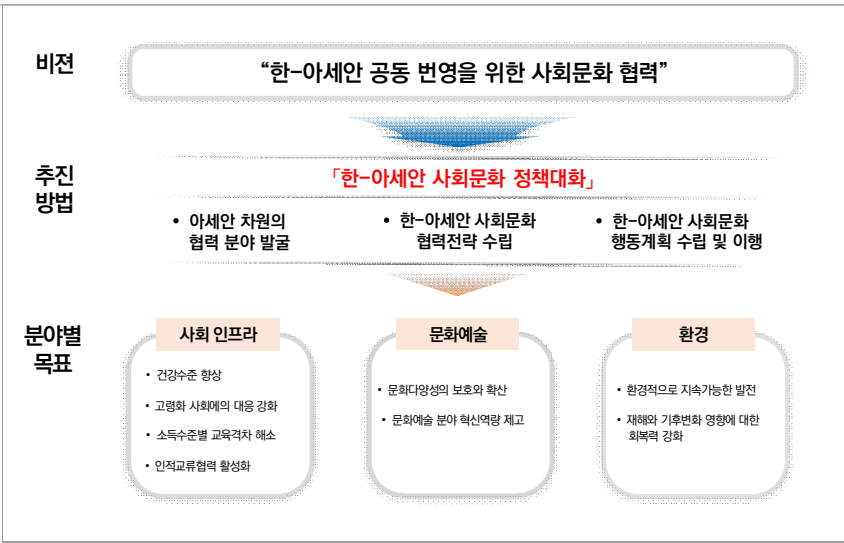 비젼
“한-아세안 공동 번영을 위한 사회문화 협력”
추진
방법
「한-아세안 사회문화 정책대화」
• 아세안 차원의
협력 분야 발굴
• 한-아세안 사회문화
협력전략 수립
• 한-아세안 사회문화
행동계획 수립 및 이행
분야별
목표
사회 인프라
• 건강수준 향상
• 고령화 사회에의 대응 강화
• 소득수준별 교육격차 해소
• 인적교류협력 활성화
문화예술
• 문화다양성의 보호와 확산
• 문화예술 분야 혁신역량 제고
환경
• 환경적으로 지속가능한 발전
• 재해와 기후변화 영향에 대한
회복력 강화